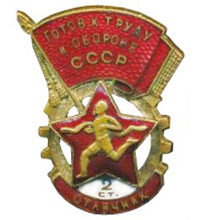 ГОТОВ К ТРУДУ
И ОБОРОНЕ
СССР
2
СТ.
ОТЛИЧНИК